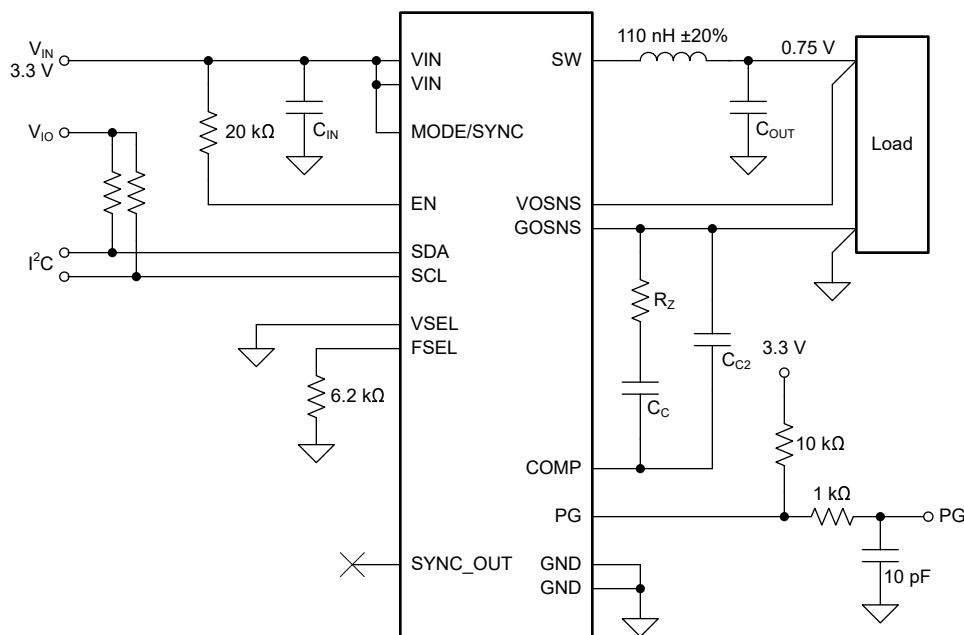 V_IN
3.3 V
V_IO
I²C
20 kΩ
C_IN
6.2 kΩ
VIN
VIN
MODE/SYNC
EN
SDA
SCL
VSEL
FSEL
SYNC_OUT
SW
VOSNS
GOSNS
COMP
PG
GND
GND
110 nH ±20%
0.75 V
C_OUT
Load
R_Z
C_C
C_C2
3.3 V
10 kΩ
1 kΩ
PG
10 pF